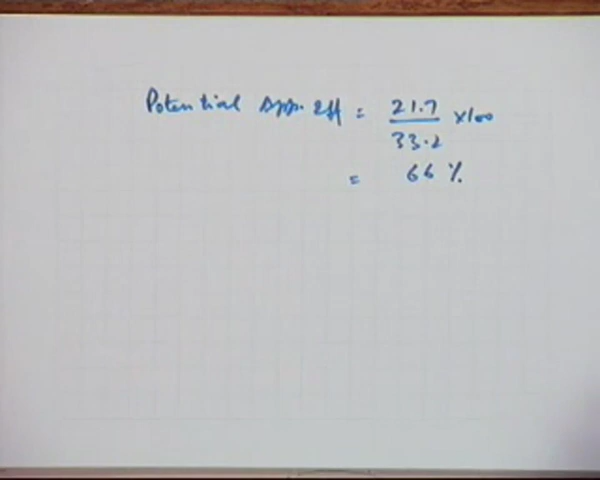 Potential App. Eff = 21.7 / 33.2 x100
= 66 %